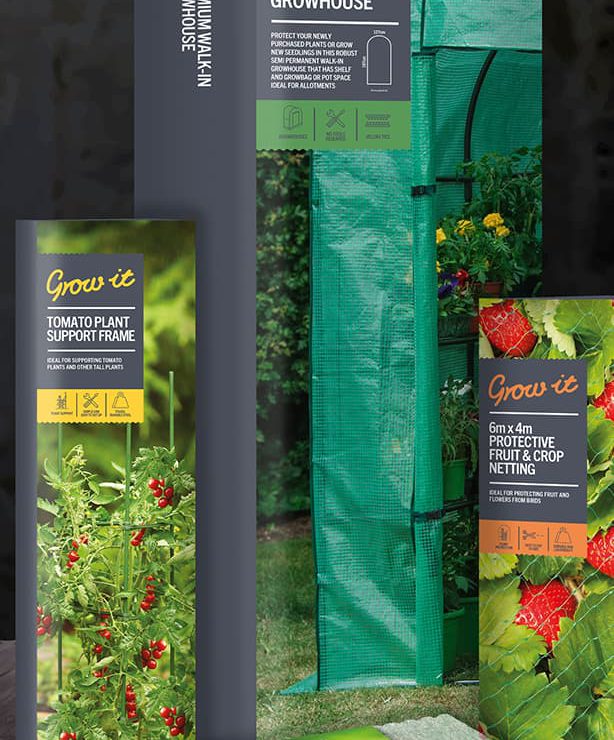 MIUM WALK-IN
WHOUSE
GROWHOUSE
PROTECT YOUR NEWLY
PURCHASED PLANTS OR GROW
NEW SEEDLINGS IN THIS ROBUST
SEMI PERMANENT WALK-IN
GROWHOUSE THAT HAS SHELF
AND GROWBAG OR POT SPACE
IDEAL FOR ALLOTMENTS
Grow it
TOMATO PLANT
SUPPORT FRAME
IDEAL FOR SUPPORTING TOMATO
PLANTS AND OTHER TALL PLANTS
Grow it
6m x 4m
PROTECTIVE
FRUIT & CROP
NETTING
IDEAL FOR PROTECTING FRUIT AND
FLOWERS FROM BIRDS